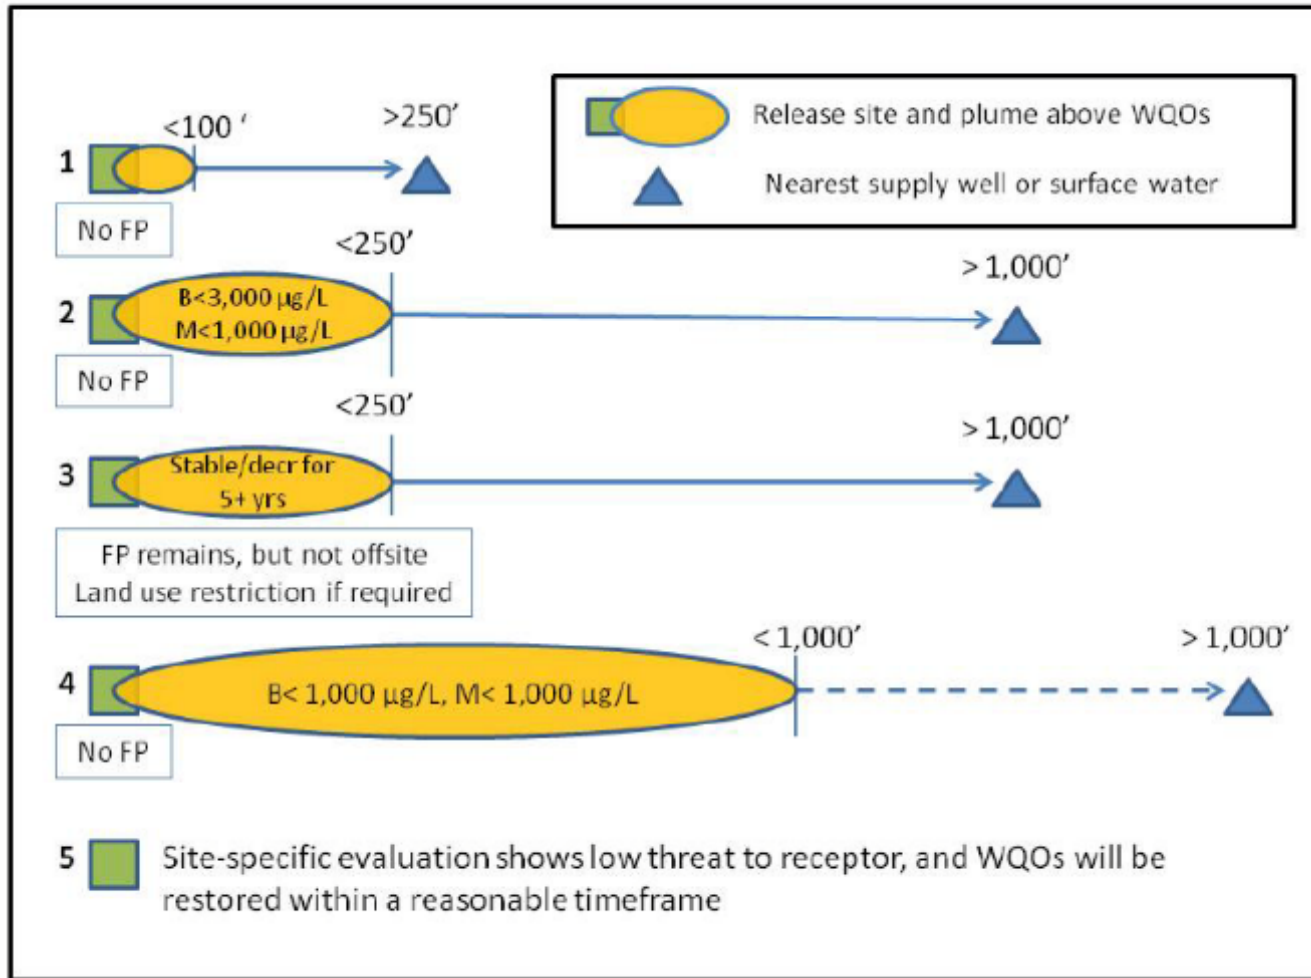 Release site and plume above WQOs
Nearest supply well or surface water
1
<100 ‘
>250’
No FP
2
<250’
B<3,000 µg/L
M<1,000 µg/L
> 1,000’
No FP
3
<250’
Stable/decr for
5+ yrs
> 1,000’
FP remains, but not offsite
Land use restriction if required
4
< 1,000’
B< 1,000 µg/L, M< 1,000 µg/L
> 1,000’
No FP
5
Site-specific evaluation shows low threat to receptor, and WQOs will be
restored within a reasonable timeframe